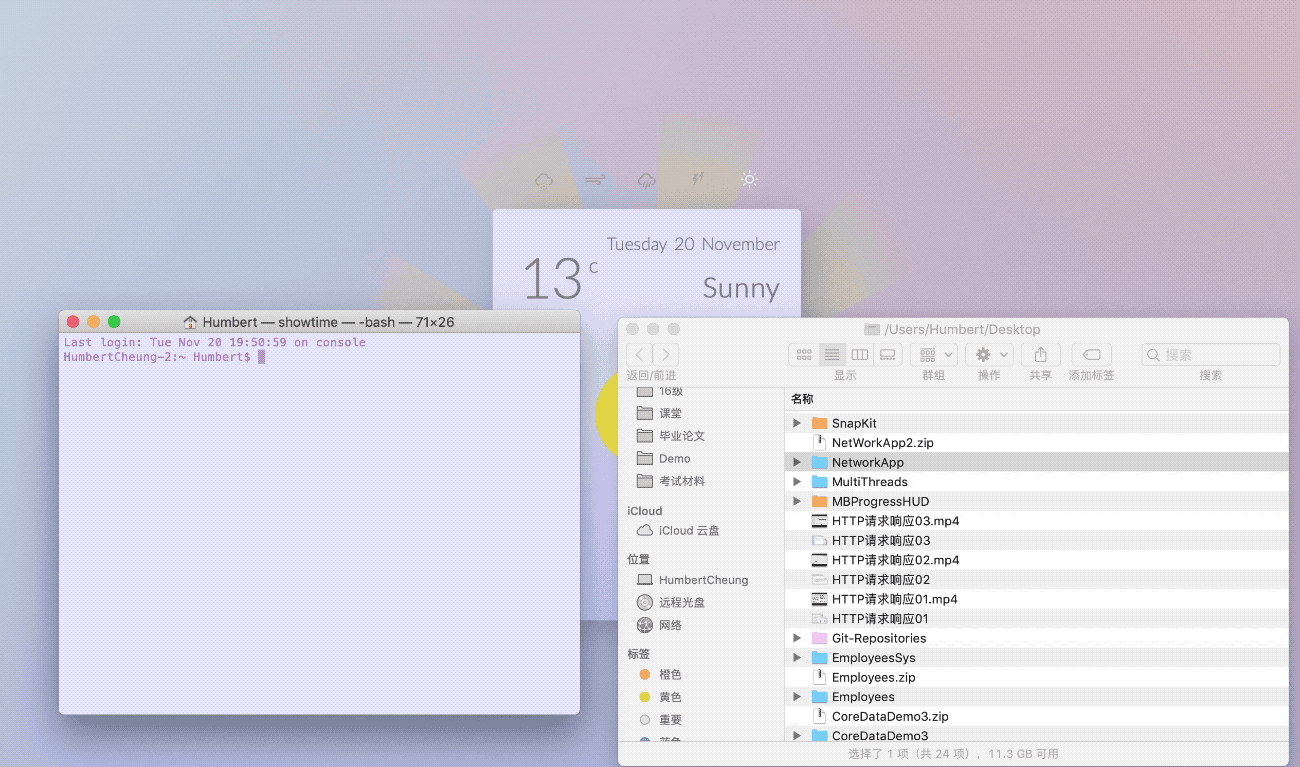 Tuesday 20 November
13 C
Sunny
Humbert — showtime — -bash — 71×26
Last login: Tue Nov 20 19:50:59 on console
HumbertCheung-2:~ Humbert$
/Users/Humbert/Desktop
搜索
返回/前进
显示
群组
操作
共享
添加标签
搜索
16级
课堂
毕业论文
Demo
考试材料
iCloud
iCloud 云盘
位置
HumbertCheung
远程光盘
网络
标签
橙色
黄色
重要
蓝色
名称
SnapKit
NetWorkApp2.zip
NetworkApp
MultiThreads
MBProgressHUD
HTTP请求响应03.mp4
HTTP请求响应03
HTTP请求响应02.mp4
HTTP请求响应02
HTTP请求响应01.mp4
HTTP请求响应01
Git-Repositories
EmployeesSys
Employees.zip
Employees
CoreDataDemo3.zip
CoreDataDemo3
选择了 1 项（共 24 项），11.3 GB 可用